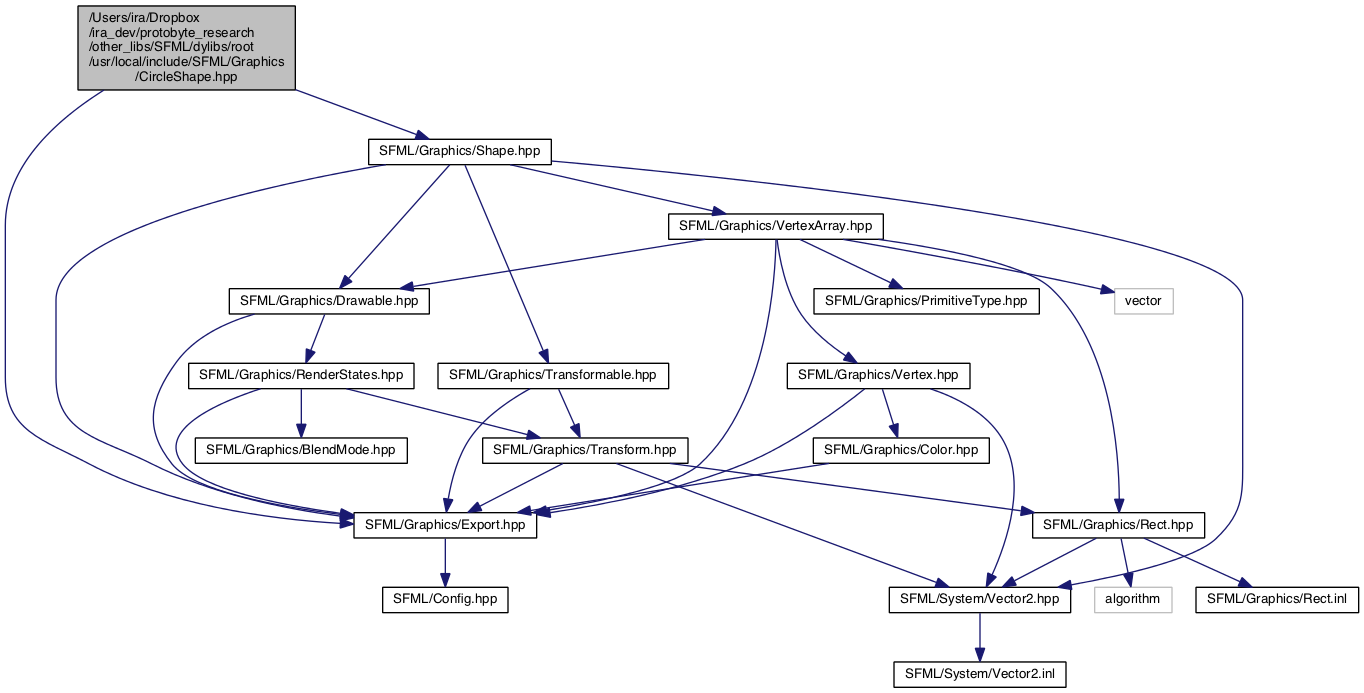 /Users/ira/Dropbox
/ira_dev/protobyte_research
/other_libs/SFML/dylibs/root
/usr/local/include/SFML/Graphics
/CircleShape.hpp
SFML/Graphics/Shape.hpp
SFML/Graphics/VertexArray.hpp
SFML/Graphics/Drawable.hpp
SFML/Graphics/PrimitiveType.hpp
vector
SFML/Graphics/RenderStates.hpp
SFML/Graphics/Transformable.hpp
SFML/Graphics/Vertex.hpp
SFML/Graphics/BlendMode.hpp
SFML/Graphics/Transform.hpp
SFML/Graphics/Color.hpp
SFML/Graphics/Export.hpp
SFML/Graphics/Rect.hpp
SFML/Config.hpp
SFML/System/Vector2.hpp
algorithm
SFML/Graphics/Rect.inl
SFML/System/Vector2.inl